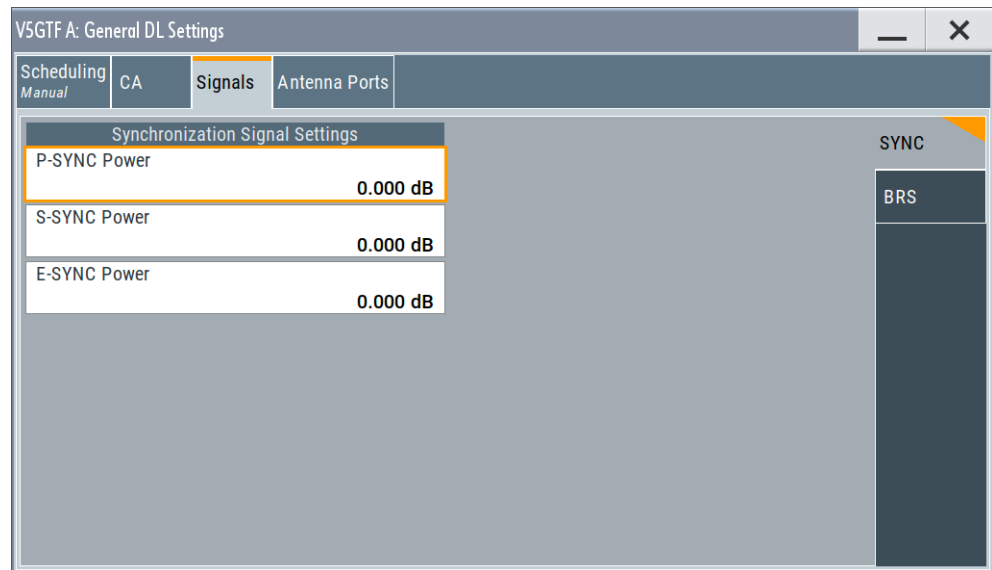 V5GTF A: General DL Settings
Scheduling
Manual
CA
Signals
Antenna Ports
Synchronization Signal Settings
P-SYNC Power
0.000 dB
S-SYNC Power
0.000 dB
E-SYNC Power
0.000 dB
SYNC
BRS